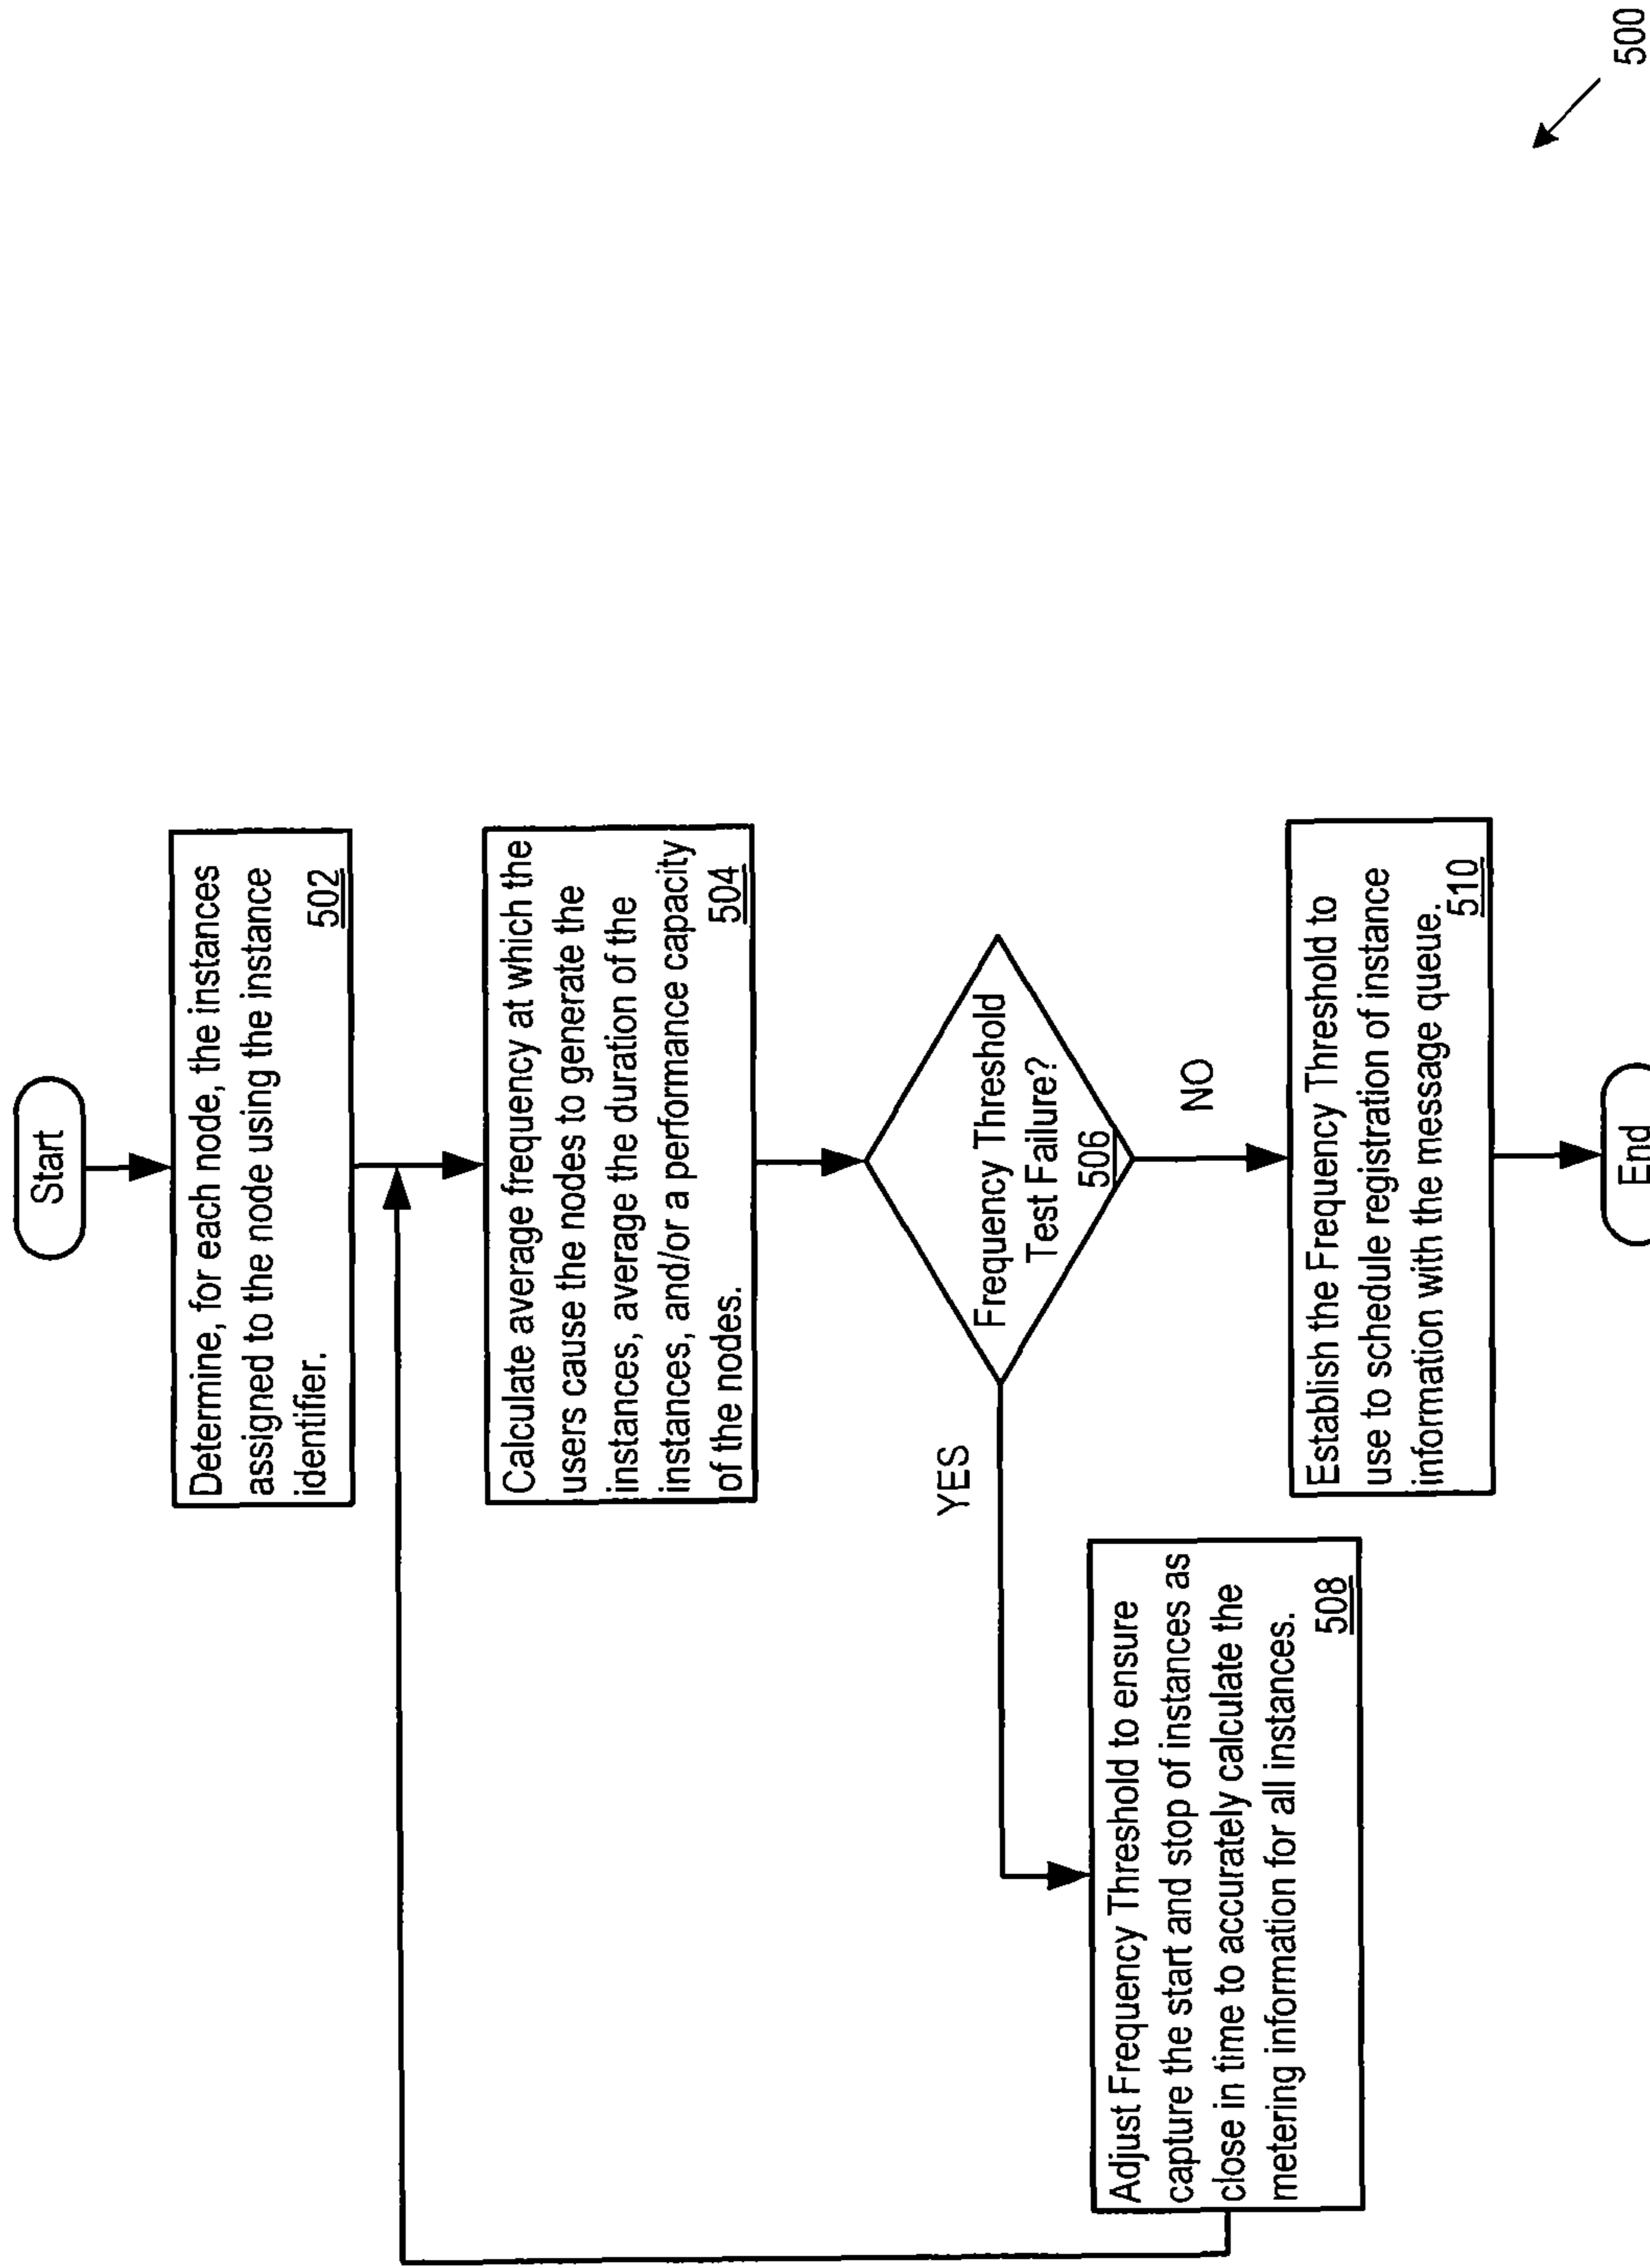 Start
Determine, for each node, the instances
assigned to the node using the instance
identifier.
502
Calculate average frequency at which the
users cause the nodes to generate the
instances, average the duration of the
instances, and/or a performance capacity
of the nodes.
504
Frequency Threshold
Test Failure?
506
YES
NO
Adjust Frequency Threshold to ensure
capture the start and stop of instances as
close in time to accurately calculate the
metering information for all instances.
508
Establish the Frequency Threshold to
use to schedule registration of instance
information with the message queue.
510
End
500